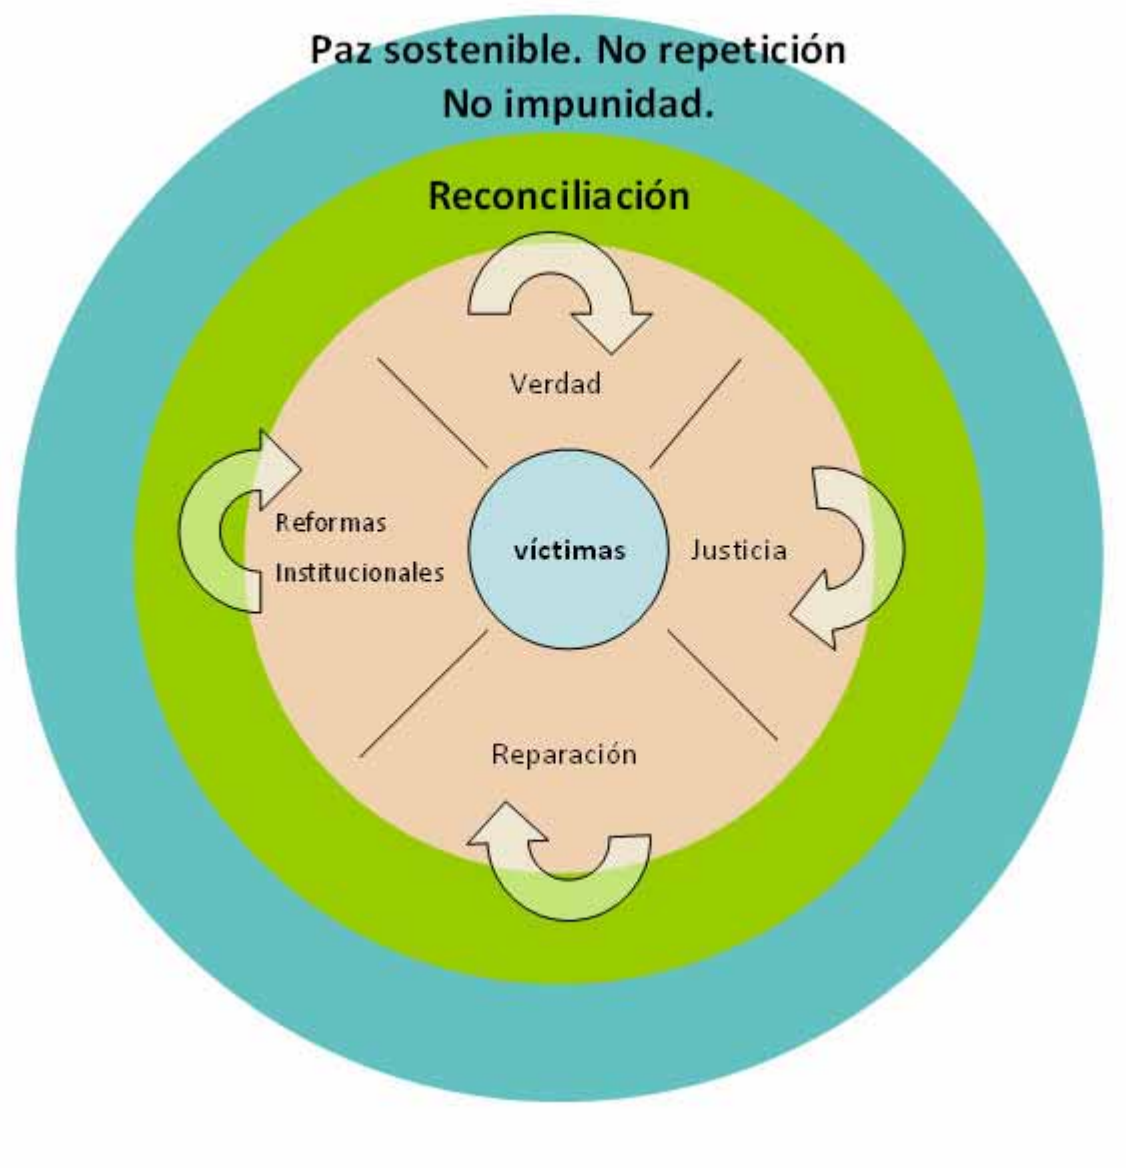 Paz sostenible. No repetición
No impunidad.
Reconciliación
Verdad
Reformas
Institucionales
víctimas
Justicia
Reparación